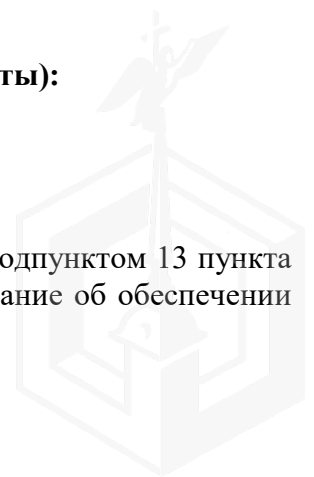 ты):
одпунктом 13 пункта
ание об обеспечении